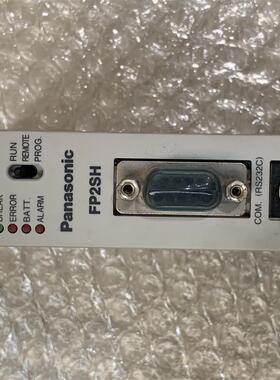 RUN
REMOTE
PROG.
ERROR
BATT.
ALARM
Panasonic
FP2SH
COM. (RS232C)